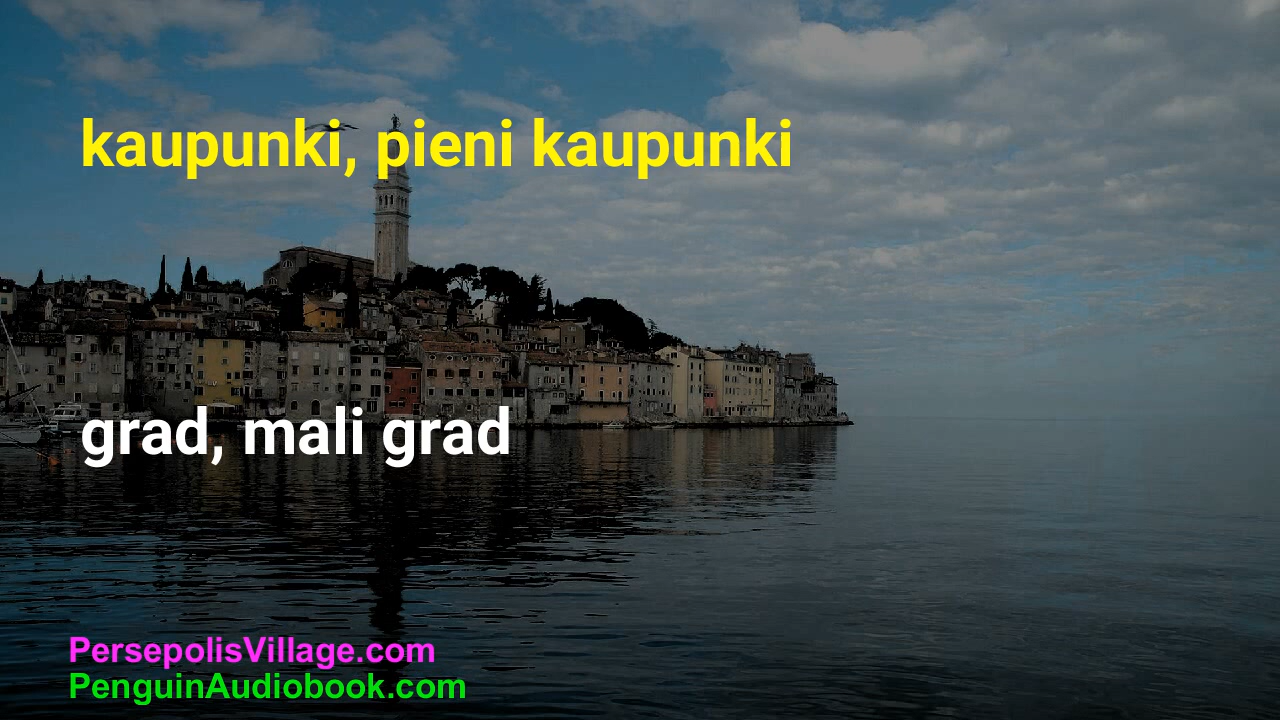 kaupunki, pieni kaupunki
grad, mali grad
PersepolisVillage.com
PenguinAudiobook.com